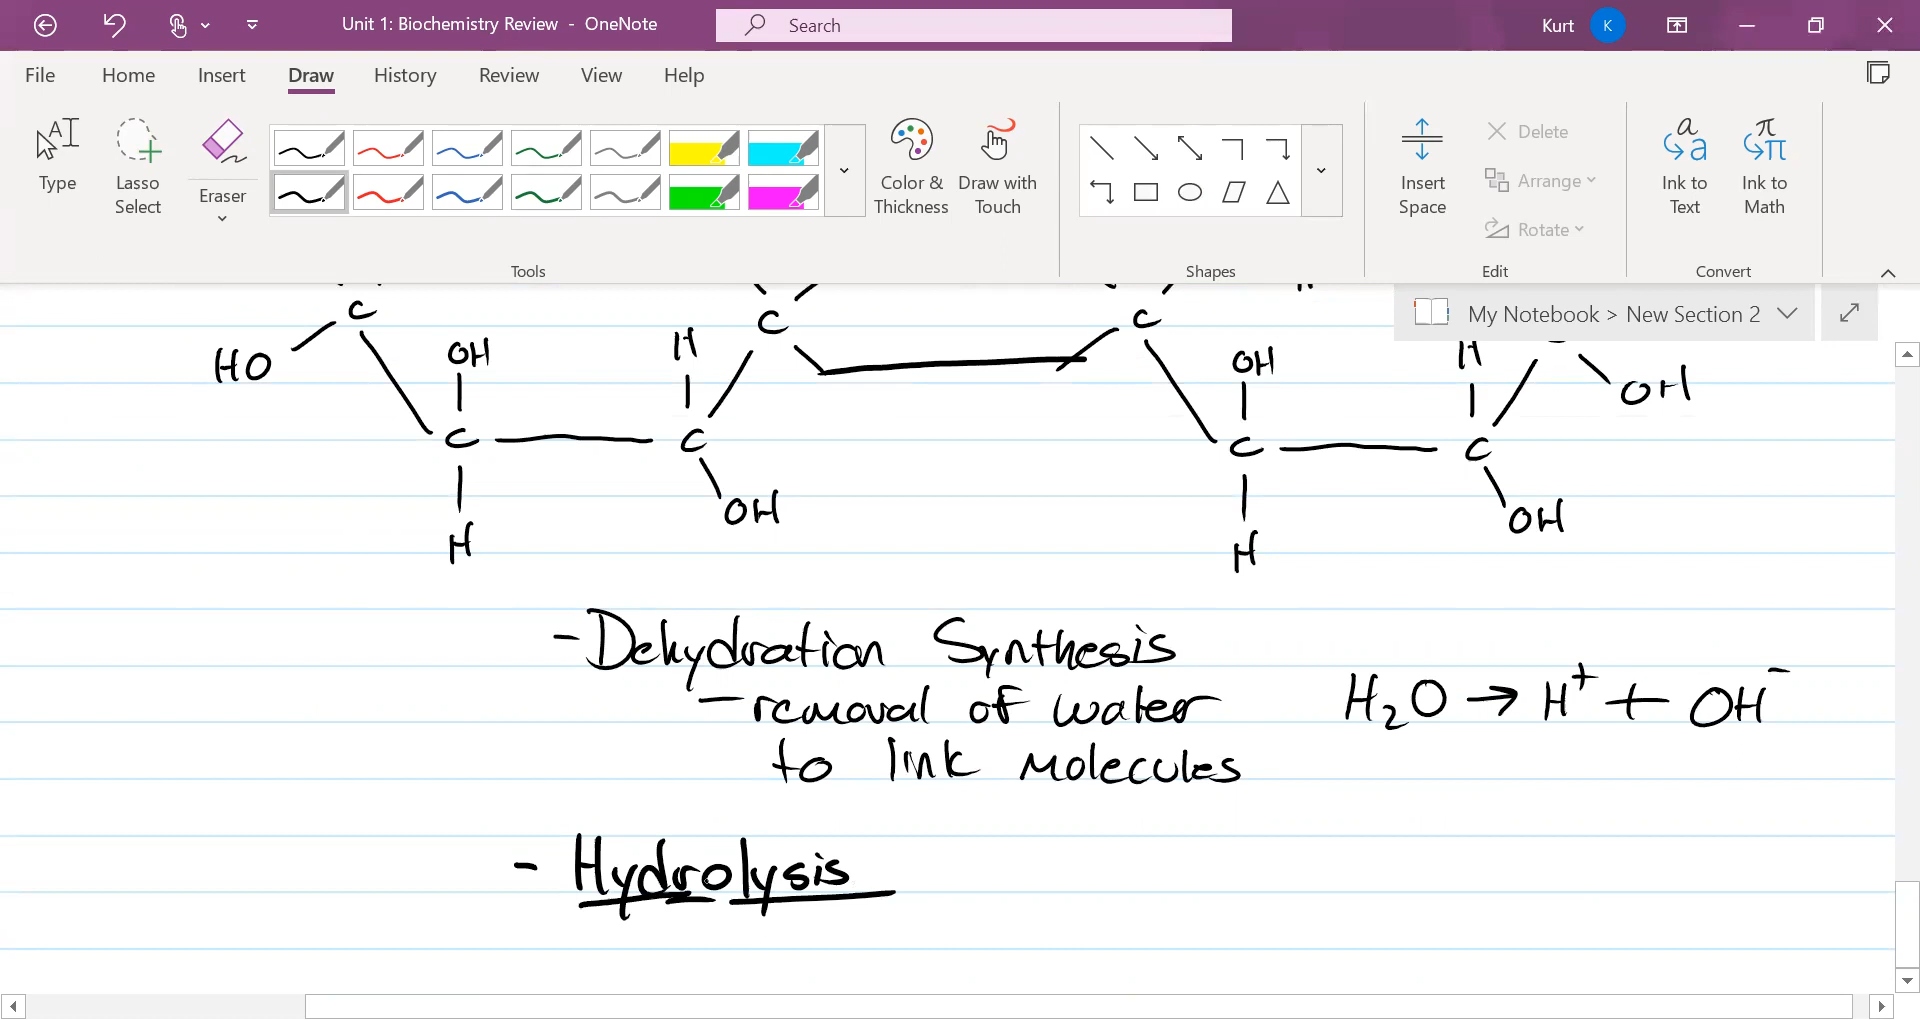 Unit 1: Biochemistry Review - OneNote
Search
Kurt
K
File Home Insert Draw History Review View Help
Type
Lasso Select
Eraser
Color & Thickness
Draw with Touch
Insert Space
Delete
Arrange
Rotate
Ink to Text
Ink to Math
Tools
Shapes
Edit
Convert
My Notebook > New Section 2
C C C
HO OH H OH H OH
C C C C
H OH H OH
- Dehydration Synthesis
- removal of water
to link molecules
H₂O → H⁺ + OH⁻
- Hydrolysis